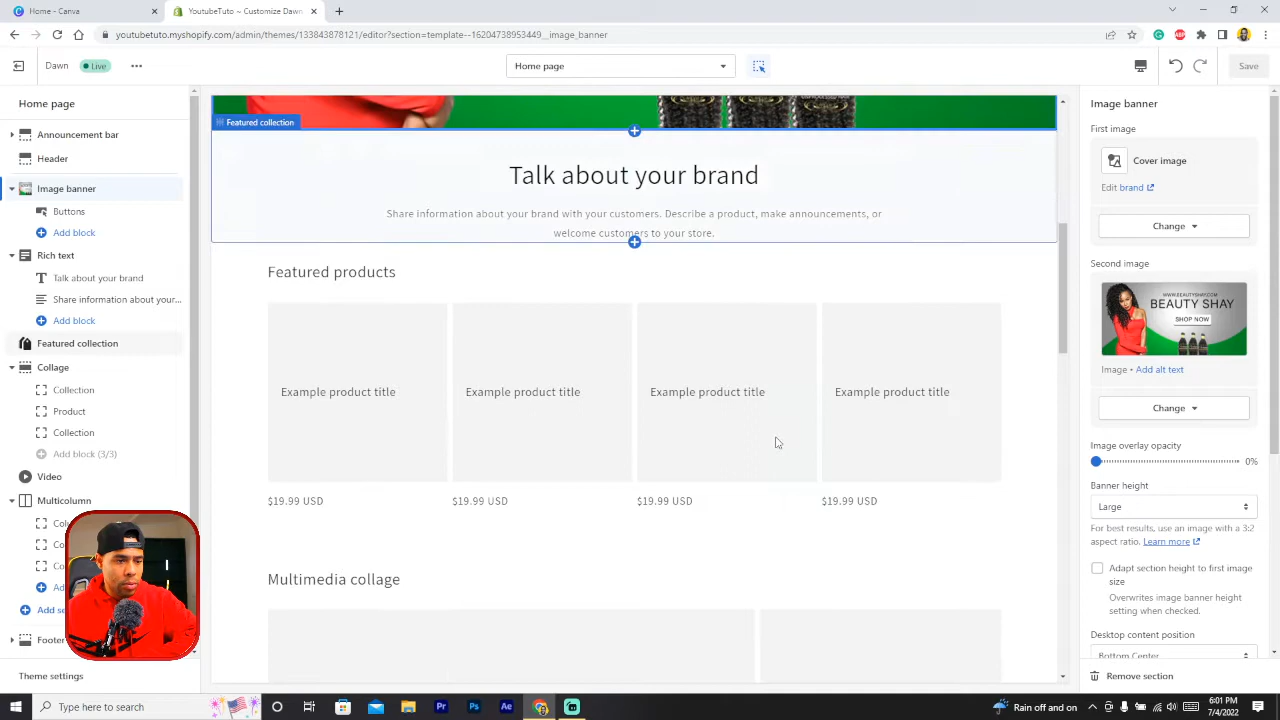 Home - Canva
YoutubeTuto ~ Customize Dawn
youtubetuto.myshopify.com/admin/themes/133843878121/editor?section=template--16204738953449__image_banner
Dawn
Live
Home page
Save
Home page
Announcement bar
Header
Image banner
Buttons
Add block
Rich text
Talk about your brand
Share information about your...
Add block
Featured collection
Collage
Collection
Product
Collection
Add block (3/3)
Video
Multicolumn
Footer
Theme settings
Featured collection
Talk about your brand
Share information about your brand with your customers. Describe a product, make announcements, or
welcome customers to your store.
Featured products
Example product title
Example product title
Example product title
Example product title
$19.99 USD
$19.99 USD
$19.99 USD
$19.99 USD
Multimedia collage
Image banner
First image
Cover image
Edit brand
Change
Second image
WWW.BEAUTYSHAY.COM
BEAUTY SHAY
SHOP NOW
Image • Add alt text
Change
Image overlay opacity
0%
Banner height
Large
For best results, use an image with a 3:2
aspect ratio. Learn more
Adapt section height to first image
size
Overwrites image banner height
setting when checked.
Desktop content position
Bottom Center
Remove section
Type here to search
Pr
Ps
Ae
Rain off and on
6:01 PM
7/4/2022